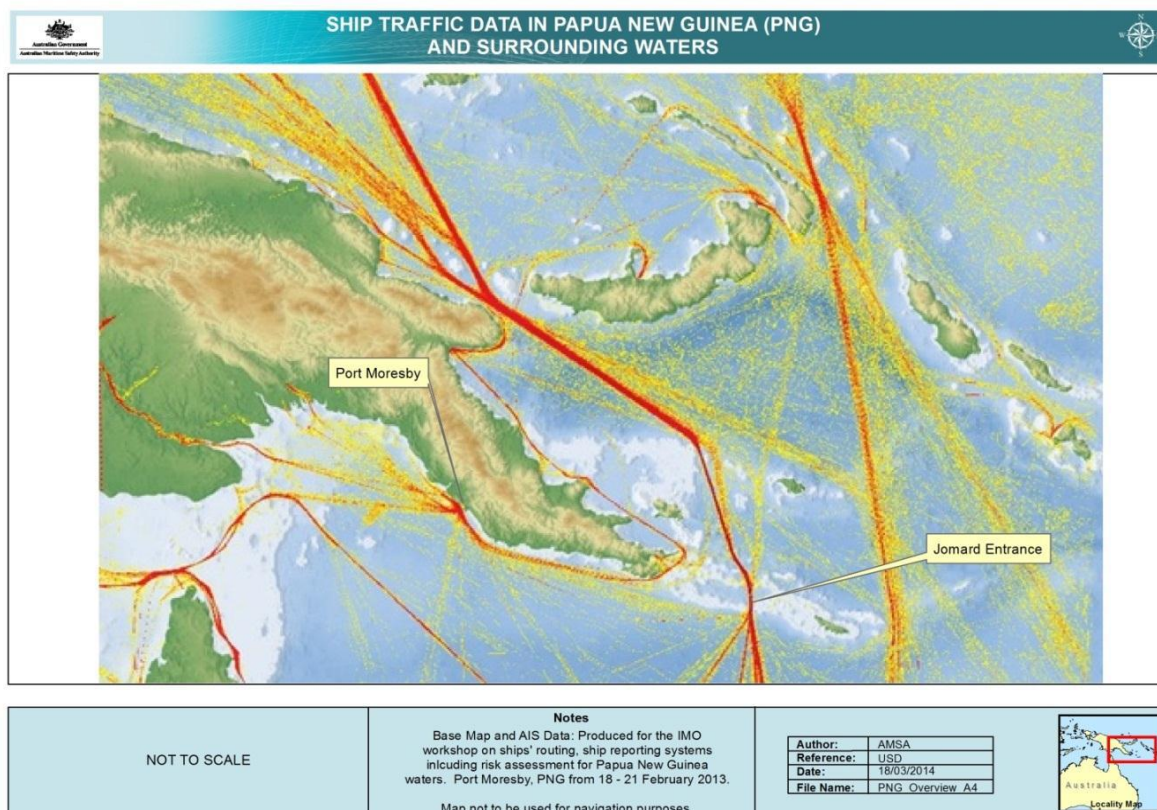 Australian Government
Australian Maritime Safety Authority
SHIP TRAFFIC DATA IN PAPUA NEW GUINEA (PNG)
AND SURROUNDING WATERS
N
W
E
S
Port Moresby
Jomard Entrance
NOT TO SCALE
Notes
Base Map and AIS Data: Produced for the IMO
workshop on ships' routing, ship reporting systems
inlcuding risk assessment for Papua New Guinea
waters. Port Moresby, PNG from 18 - 21 February 2013.
Map not to be used for navigation purposes
Author: AMSA
Reference: USD
Date: 18/03/2014
File Name: PNG_Overview_A4
Australia
Locality Map